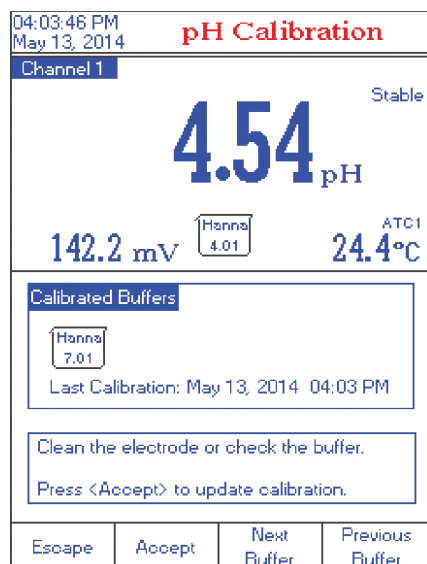 04:03:46 PM
May 13, 2014
pH Calibration
Channel 1
Stable
4.54 pH
142.2 mV
Hanna
4.01
ATC1
24.4°C
Calibrated Buffers
Hanna
7.01
Last Calibration: May 13, 2014 04:03 PM
Clean the electrode or check the buffer.
Press <Accept> to update calibration.
Escape
Accept
Next
Buffer
Previous
Buffer